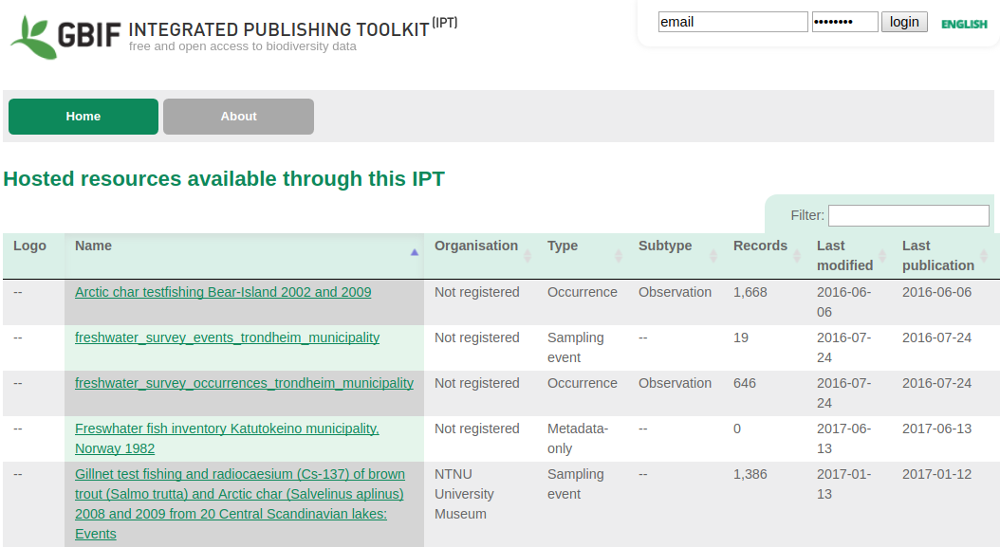 GBIF INTEGRATED PUBLISHING TOOLKIT(IPT)
free and open access to biodiversity data
email
•••••••• login ENGLISH
Home About
Hosted resources available through this IPT
Filter:
Logo Name Organisation Type Subtype Records Last modified Last publication
-- Arctic char testfishing Bear-Island 2002 and 2009 Not registered Occurrence Observation 1,668 2016-06-06 2016-06-06
-- freshwater_survey_events_trondheim_municipality Not registered Sampling event -- 19 2016-07-24 2016-07-24
-- freshwater_survey_occurrences_trondheim_municipality Not registered Occurrence Observation 646 2016-07-24 2016-07-24
-- Freswhater fish inventory Katutokeino municipality, Norway 1982 Not registered Metadata-only -- 0 2017-06-13 2017-06-13
-- Gillnet test fishing and radiocaesium (Cs-137) of brown trout (Salmo trutta) and Arctic char (Salvelinus aplinus) 2008 and 2009 from 20 Central Scandinavian lakes: Events NTNU University Museum Sampling event -- 1,386 2017-01-13 2017-01-12